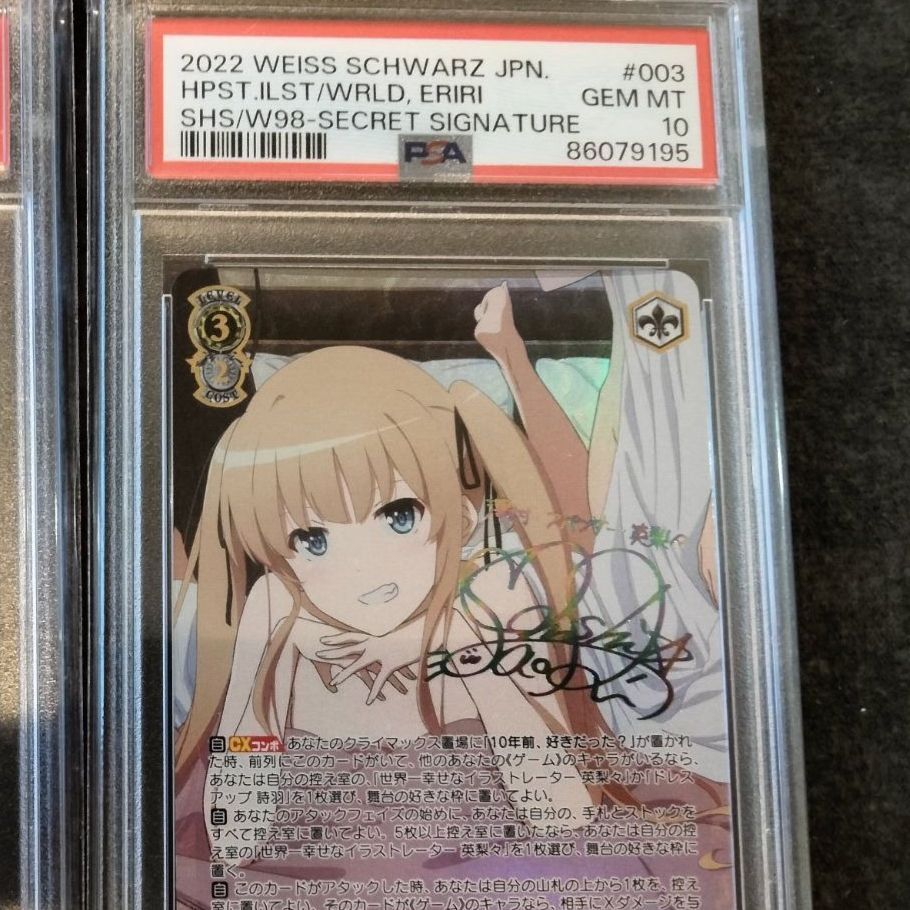 2022 WEISS SCHWARZ JPN. #003
HPST.ILST/WRLD, ERIRI GEM MT
SHS/W98-SECRET SIGNATURE 10
PSA 86079195
LEVEL
3
2
COST
英梨々
自 CXコンボ あなたのクライマックス置場に「10年前、好きだった？」が置かれ
た時、前列にこのカードがいて、他のあなたの《ゲーム》のキャラがいるなら、
あなたは自分の控え室の、「世界一幸せなイラストレーター 英梨々」か「ドレス
アップ 詩羽」を1枚選び、舞台の好きな枠に置いてよい。
自 あなたのアタックフェイズの始めに、あなたは自分の、手札とストックを
すべて控え室に置いてよい。5枚以上控え室に置いたなら、あなたは自分の控
え室の「世界一幸せなイラストレーター 英梨々」を1枚選び、舞台の好きな枠に
置く。
自 このカードがアタックした時、あなたは自分の山札の上から1枚を、控え
室に置いてよい。そのカードが《ゲーム》のキャラなら、相手にXダメージを与